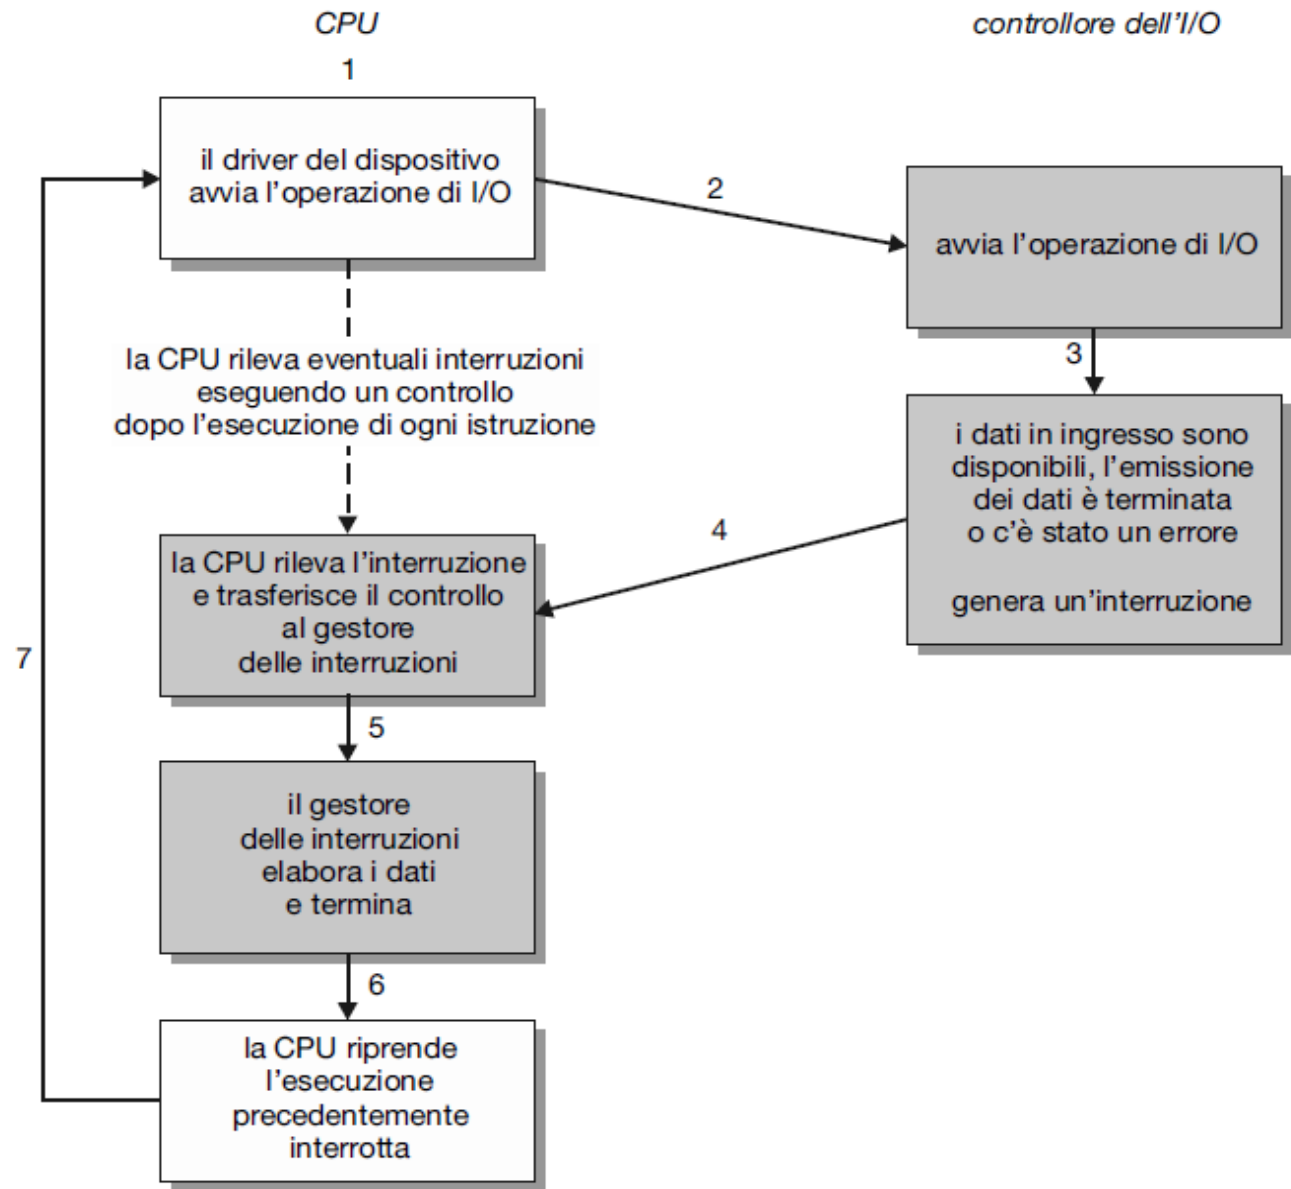 CPU
controllore dell'I/O
1
il driver del dispositivo
avvia l'operazione di I/O
2
avvia l'operazione di I/O
3
la CPU rileva eventuali interruzioni
eseguendo un controllo
dopo l'esecuzione di ogni istruzione
i dati in ingresso sono
disponibili, l'emissione
dei dati è terminata
o c'è stato un errore
genera un'interruzione
4
la CPU rileva l'interruzione
e trasferisce il controllo
al gestore
delle interruzioni
7
5
il gestore
delle interruzioni
elabora i dati
e termina
6
la CPU riprende
l'esecuzione
precedentemente
interrotta